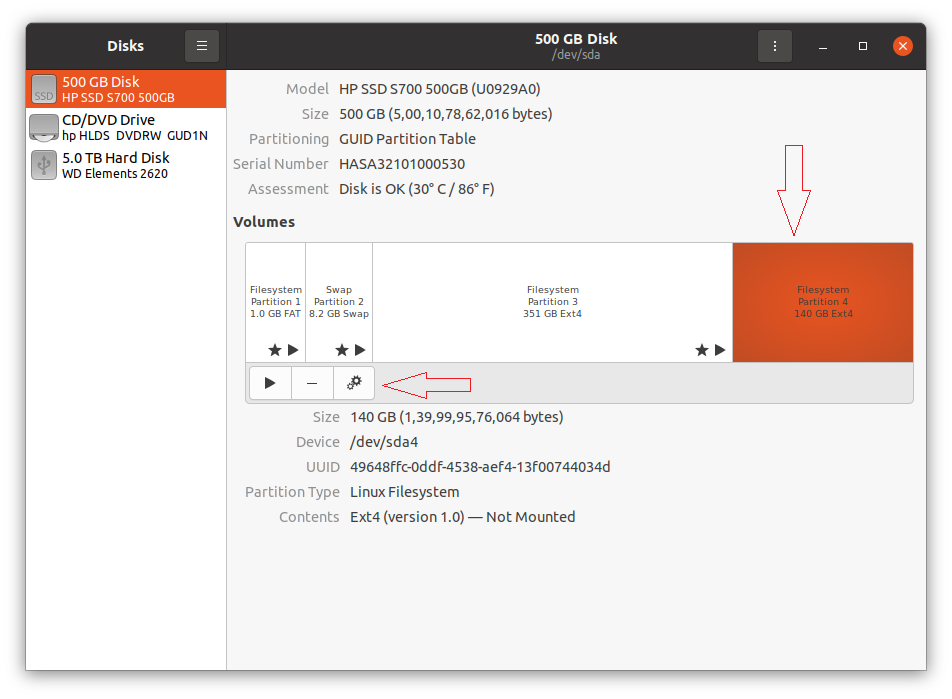 Disks
500 GB Disk
/dev/sda
SSD
500 GB Disk
HP SSD S700 500GB
CD/DVD Drive
hp HLDS DVDRW GUD1N
5.0 TB Hard Disk
WD Elements 2620
Model HP SSD S700 500GB (U0929A0)
Size 500 GB (5,00,10,78,62,016 bytes)
Partitioning GUID Partition Table
Serial Number HASA32101000530
Assessment Disk is OK (30° C / 86° F)
Volumes
Filesystem
Partition 1
1.0 GB FAT
Swap
Partition 2
8.2 GB Swap
Filesystem
Partition 3
351 GB Ext4
Filesystem
Partition 4
140 GB Ext4
Size 140 GB (1,39,99,95,76,064 bytes)
Device /dev/sda4
UUID 49648ffc-0ddf-4538-aef4-13f00744034d
Partition Type Linux Filesystem
Contents Ext4 (version 1.0) — Not Mounted